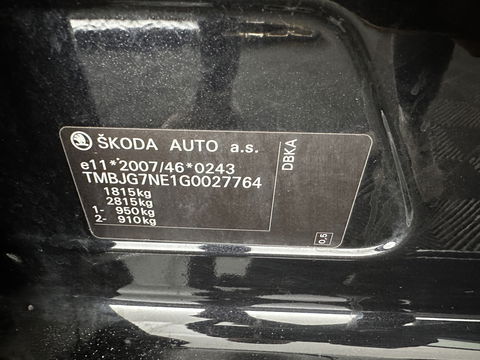 ŠKODA AUTO a.s.
e11*2007/46*0243
TMBJG7NE1G0027764
1815kg
2815kg
1- 950kg
2- 910kg
DBKA
0.5